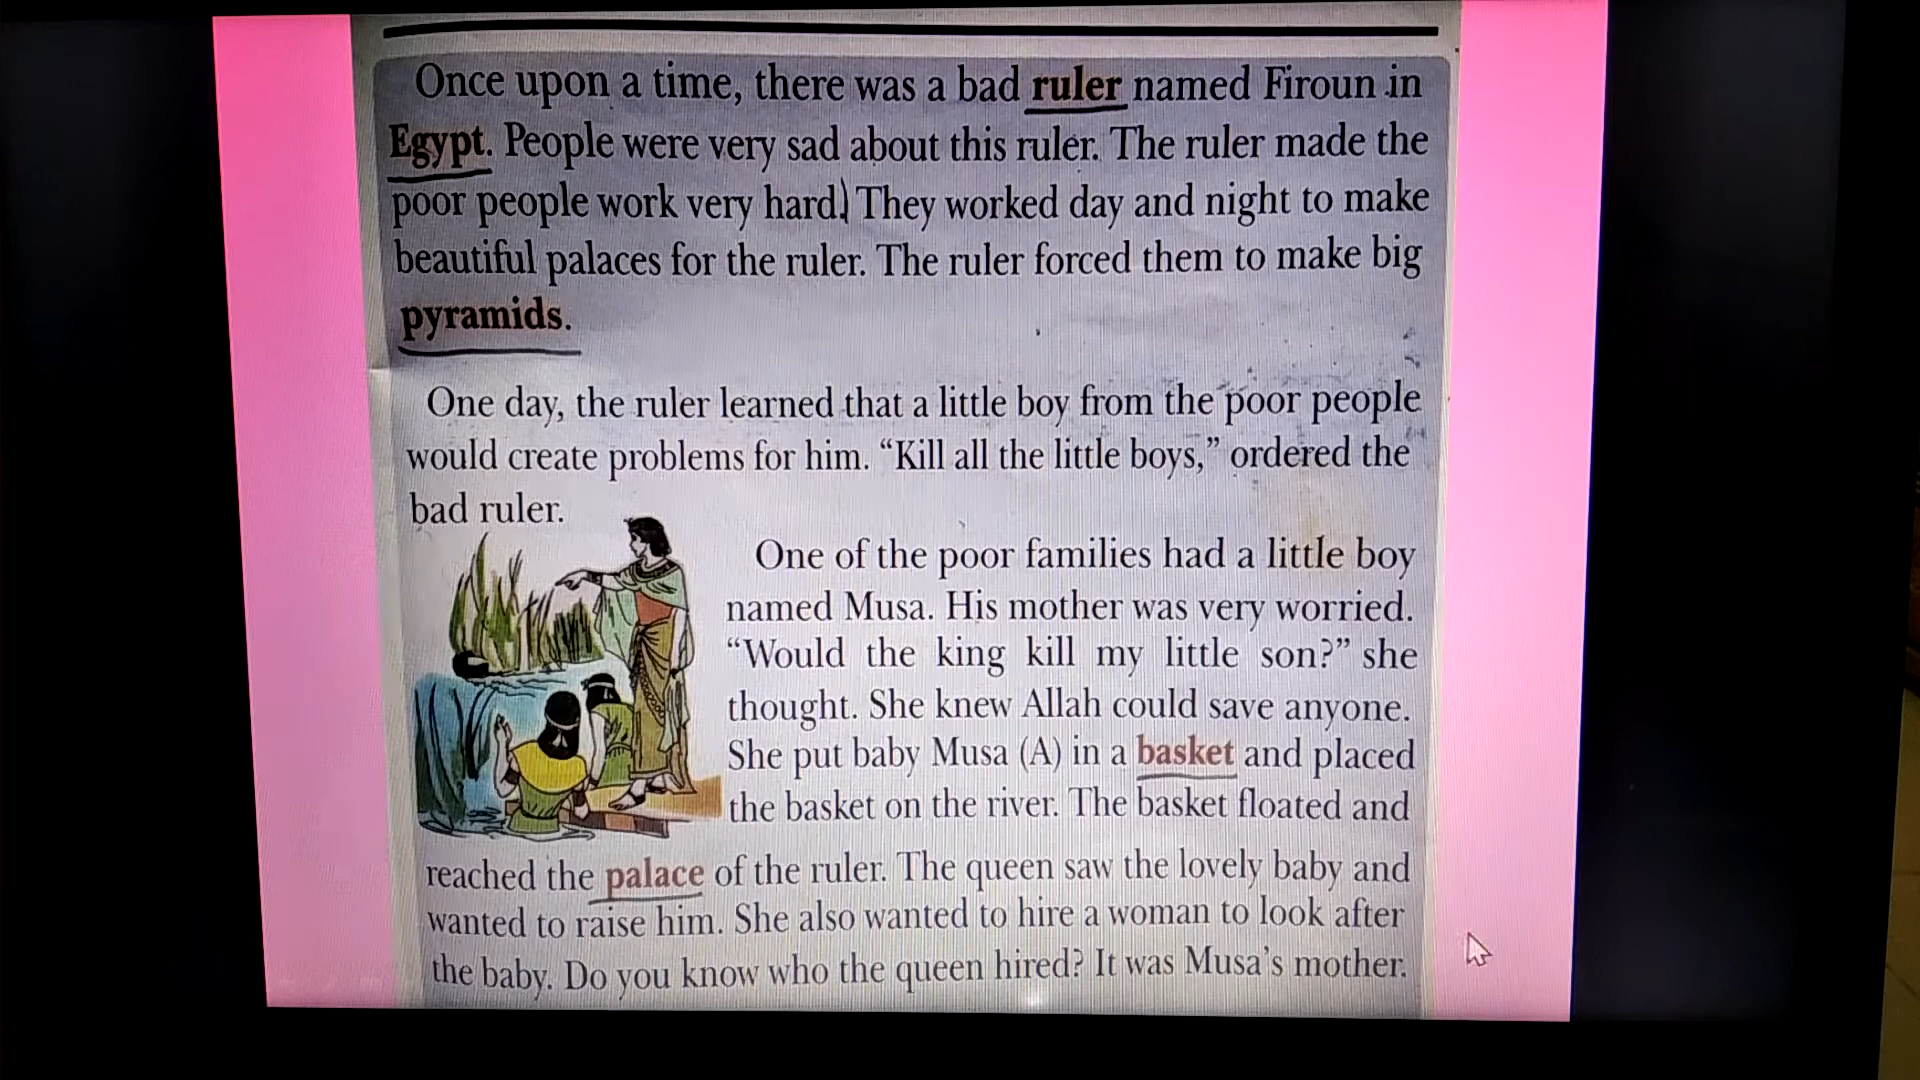 Once upon a time, there was a bad ruler named Firoun in
Egypt. People were very sad about this ruler. The ruler made the
poor people work very hard. They worked day and night to make
beautiful palaces for the ruler. The ruler forced them to make big
pyramids.
One day, the ruler learned that a little boy from the poor people
would create problems for him. “Kill all the little boys,” ordered the
bad ruler.
One of the poor families had a little boy
named Musa. His mother was very worried.
“Would the king kill my little son?” she
thought. She knew Allah could save anyone.
She put baby Musa (A) in a basket and placed
the basket on the river. The basket floated and
reached the palace of the ruler. The queen saw the lovely baby and
wanted to raise him. She also wanted to hire a woman to look after
the baby. Do you know who the queen hired? It was Musa’s mother.